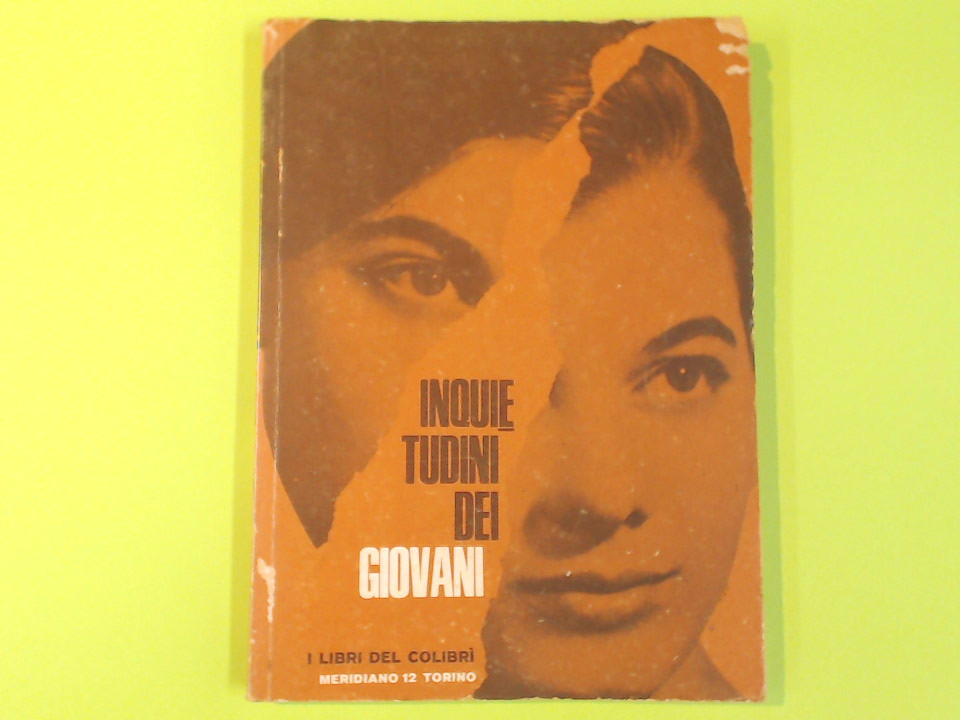 INQUIE
TUDINI
DEI
GIOVANI
I LIBRI DEL COLIBRÌ
MERIDIANO 12 TORINO